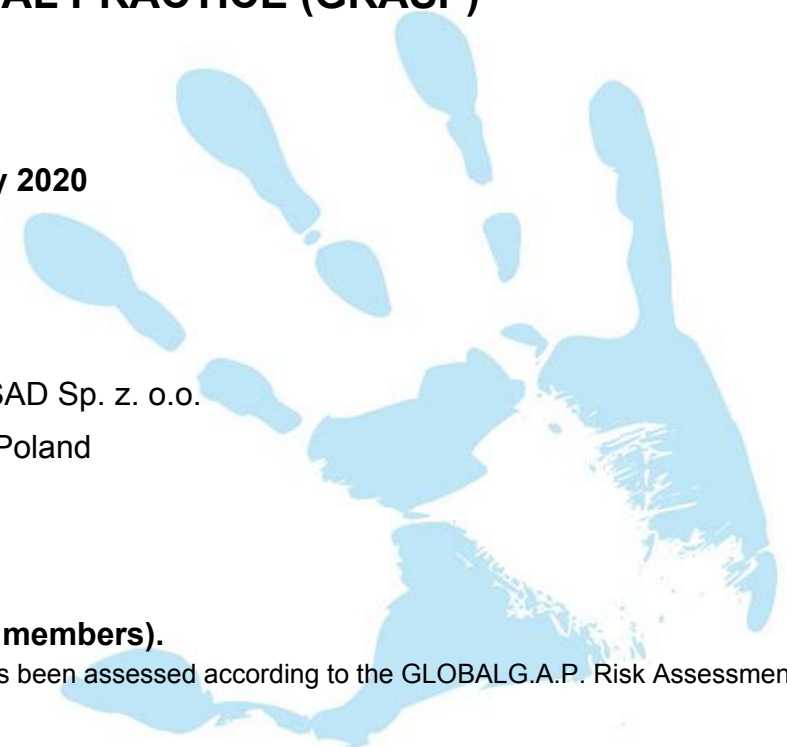 AL PRACTICE (GRASP)
y 2020
SAD Sp. z. o.o.
Poland
members).
s been assessed according to the GLOBALG.A.P. Risk Assessmen